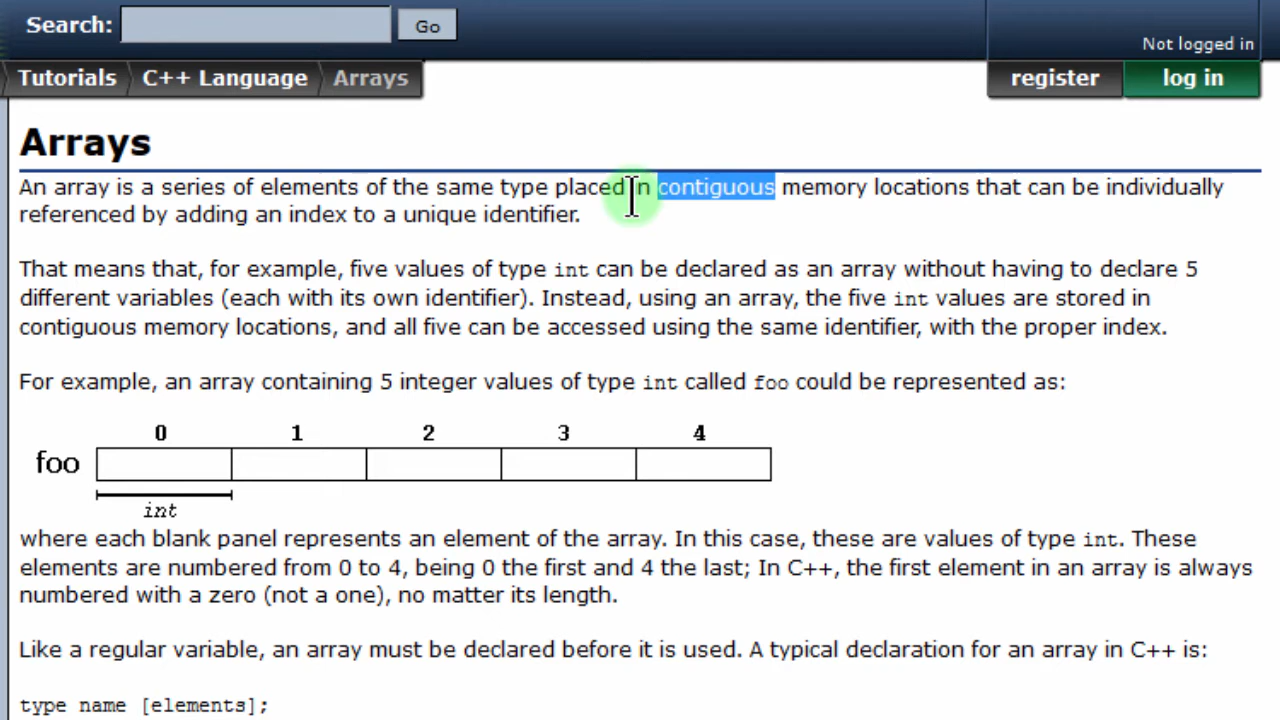 Search: Go
Not logged in
Tutorials C++ Language Arrays register log in
Arrays
An array is a series of elements of the same type placed in contiguous memory locations that can be individually
referenced by adding an index to a unique identifier.
That means that, for example, five values of type int can be declared as an array without having to declare 5
different variables (each with its own identifier). Instead, using an array, the five int values are stored in
contiguous memory locations, and all five can be accessed using the same identifier, with the proper index.
For example, an array containing 5 integer values of type int called foo could be represented as:
0 1 2 3 4
foo
int
where each blank panel represents an element of the array. In this case, these are values of type int. These
elements are numbered from 0 to 4, being 0 the first and 4 the last; In C++, the first element in an array is always
numbered with a zero (not a one), no matter its length.
Like a regular variable, an array must be declared before it is used. A typical declaration for an array in C++ is:
type name [elements];